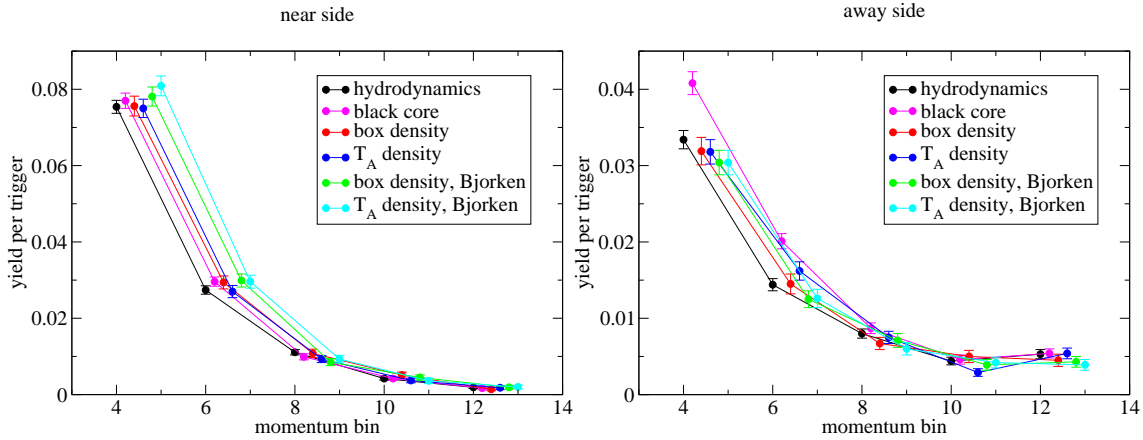 near side
yield per trigger
0.08
0.06
0.04
0.02
0
4
6
8
10
12
14
momentum bin
hydrodynamics
black core
box density
T_A density
box density, Bjorken
T_A density, Bjorken
away side
yield per trigger
0.04
0.03
0.02
0.01
0
4
6
8
10
12
14
momentum bin
hydrodynamics
black core
box density
T_A density
box density, Bjorken
T_A density, Bjorken